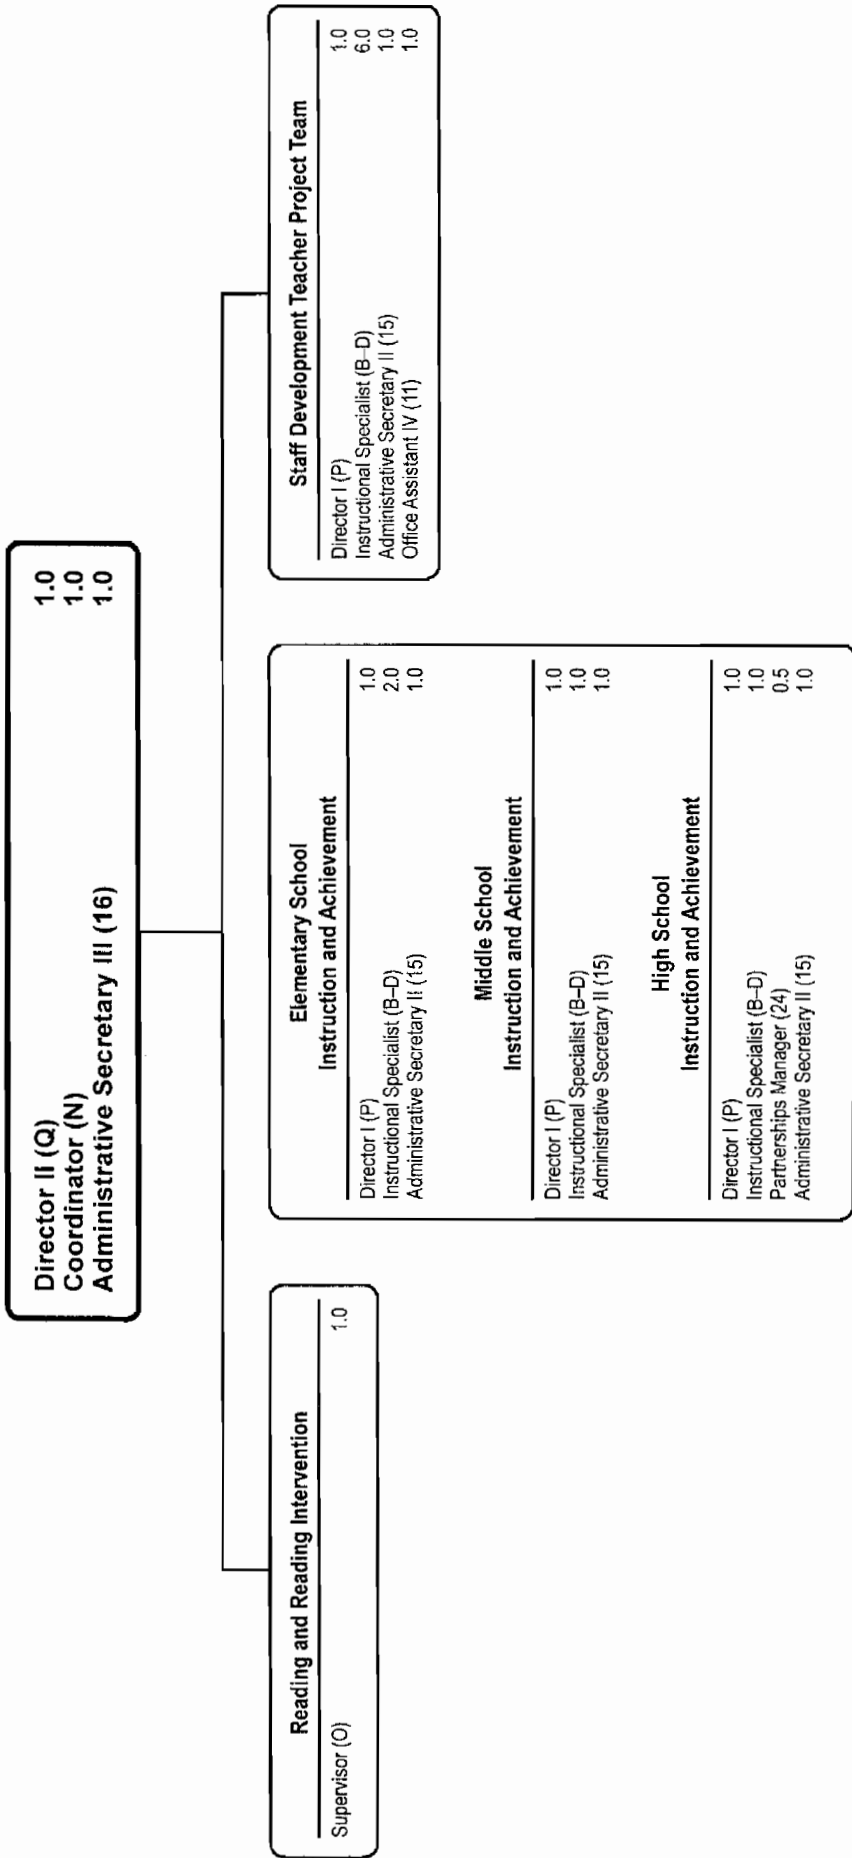 Director II (Q) 1.0
Coordinator (N) 1.0
Administrative Secretary III (16) 1.0
Reading and Reading Intervention
Supervisor (O) 1.0
Elementary School
Instruction and Achievement
Director I (P) 1.0
Instructional Specialist (B–D) 2.0
Administrative Secretary II (15) 1.0
Middle School
Instruction and Achievement
Director I (P) 1.0
Instructional Specialist (B–D) 1.0
Administrative Secretary II (15) 1.0
High School
Instruction and Achievement
Director I (P) 1.0
Instructional Specialist (B–D) 1.0
Partnerships Manager (24) 0.5
Administrative Secretary II (15) 1.0
Staff Development Teacher Project Team
Director I (P) 1.0
Instructional Specialist (B–D) 6.0
Administrative Secretary II (15) 1.0
Office Assistant IV (11) 1.0